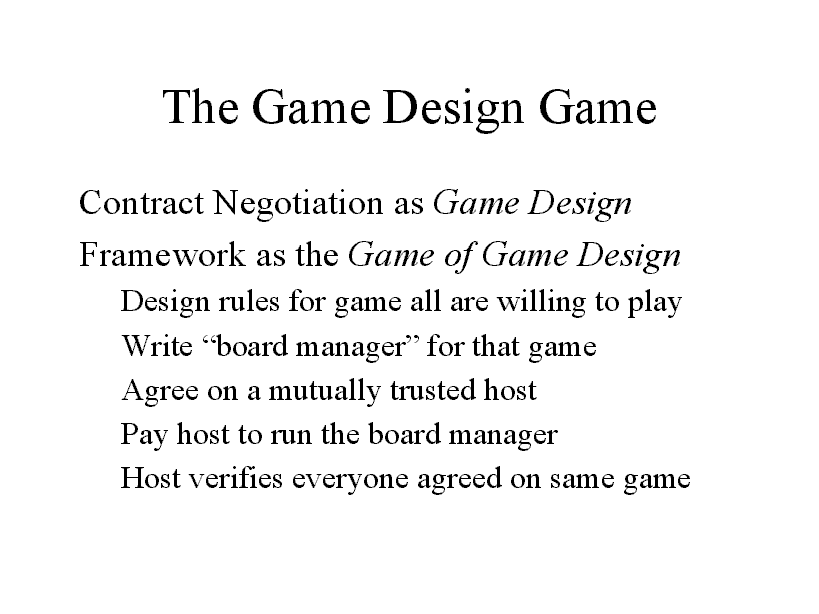 The Game Design Game
Contract Negotiation as Game Design
Framework as the Game of Game Design
Design rules for game all are willing to play
Write “board manager” for that game
Agree on a mutually trusted host
Pay host to run the board manager
Host verifies everyone agreed on same game